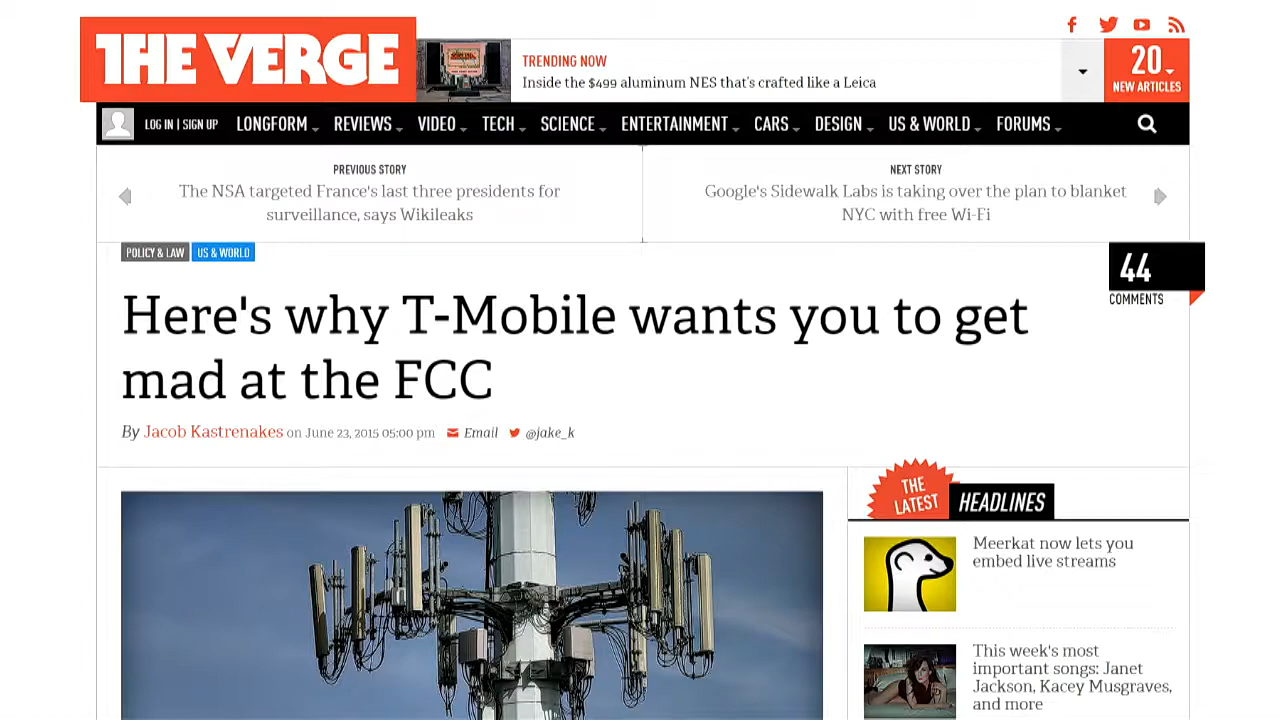 THE VERGE
TRENDING NOW
Inside the $499 aluminum NES that's crafted like a Leica
20
NEW ARTICLES
LOG IN | SIGN UP
LONGFORM
REVIEWS
VIDEO
TECH
SCIENCE
ENTERTAINMENT
CARS
DESIGN
US & WORLD
FORUMS
PREVIOUS STORY
The NSA targeted France's last three presidents for
surveillance, says Wikileaks
NEXT STORY
Google's Sidewalk Labs is taking over the plan to blanket
NYC with free Wi-Fi
POLICY & LAW
US & WORLD
44
COMMENTS
Here's why T-Mobile wants you to get
mad at the FCC
By Jacob Kastrenakes on June 23, 2015 05:00 pm
Email
@jake_k
THE
LATEST
HEADLINES
Meerkat now lets you
embed live streams
This week's most
important songs: Janet
Jackson, Kacey Musgraves,
and more